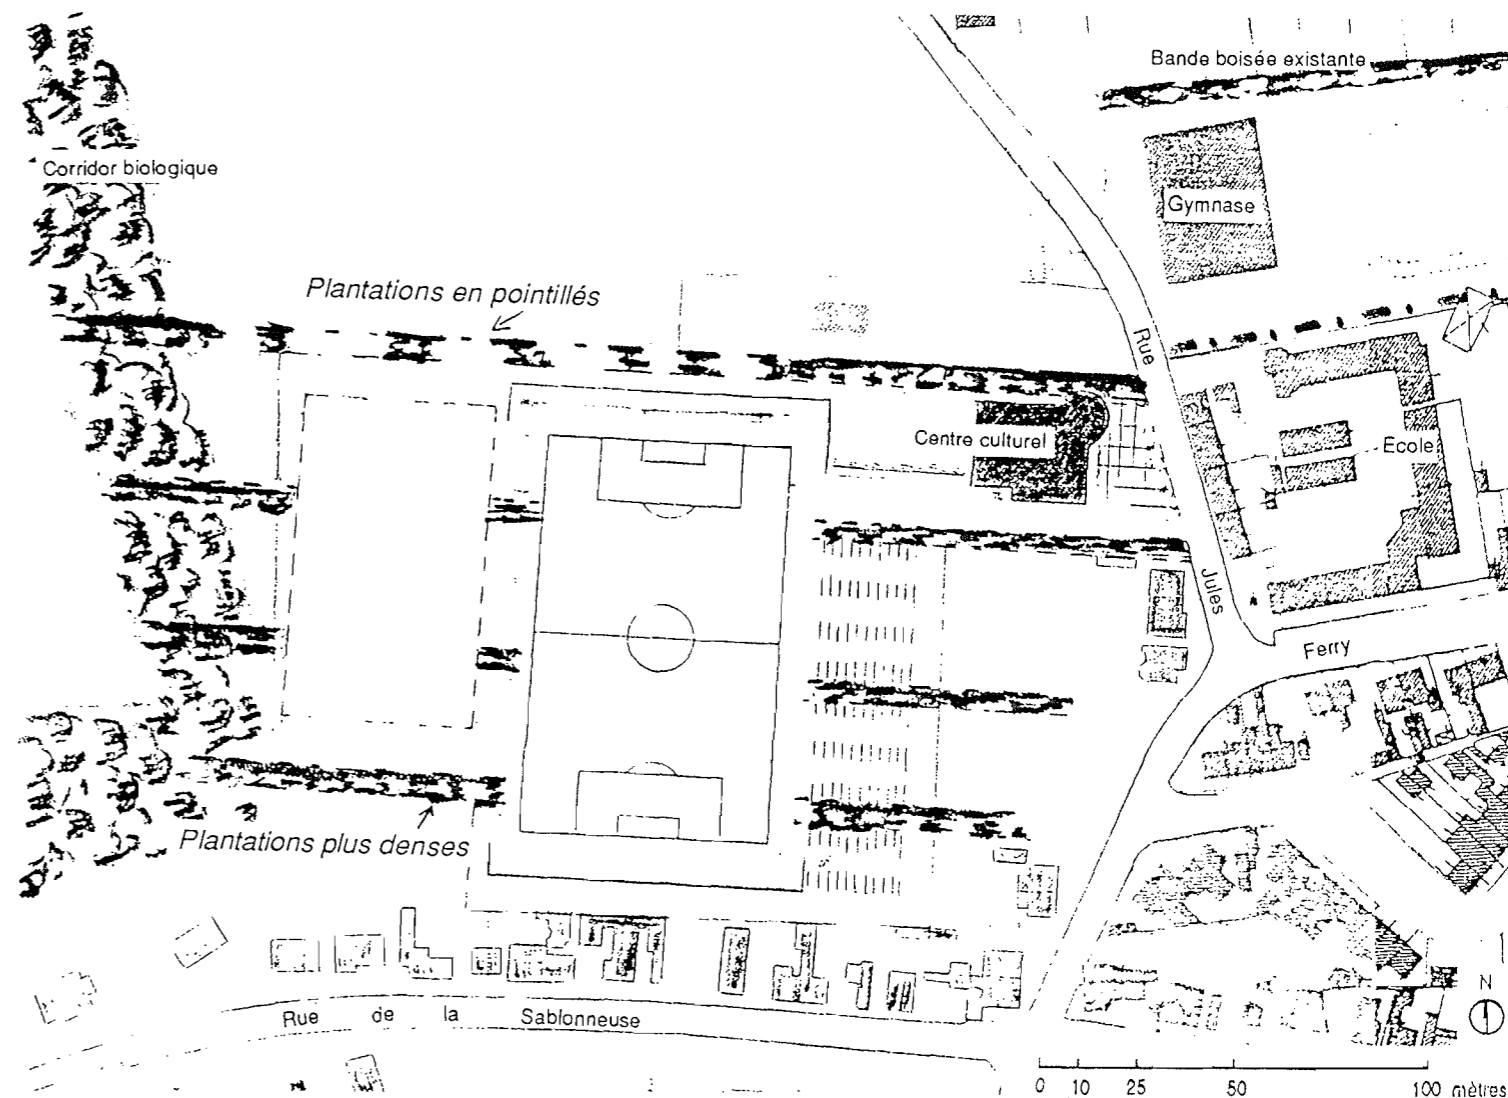 Bande boisée existante
Corridor biologique
Gymnase
Plantations en pointillés
Rue
Centre culturel
Ecole
Jules
Ferry
Plantations plus denses
N
Rue de la Sablonneuse
0 10 25 50 100 mètres